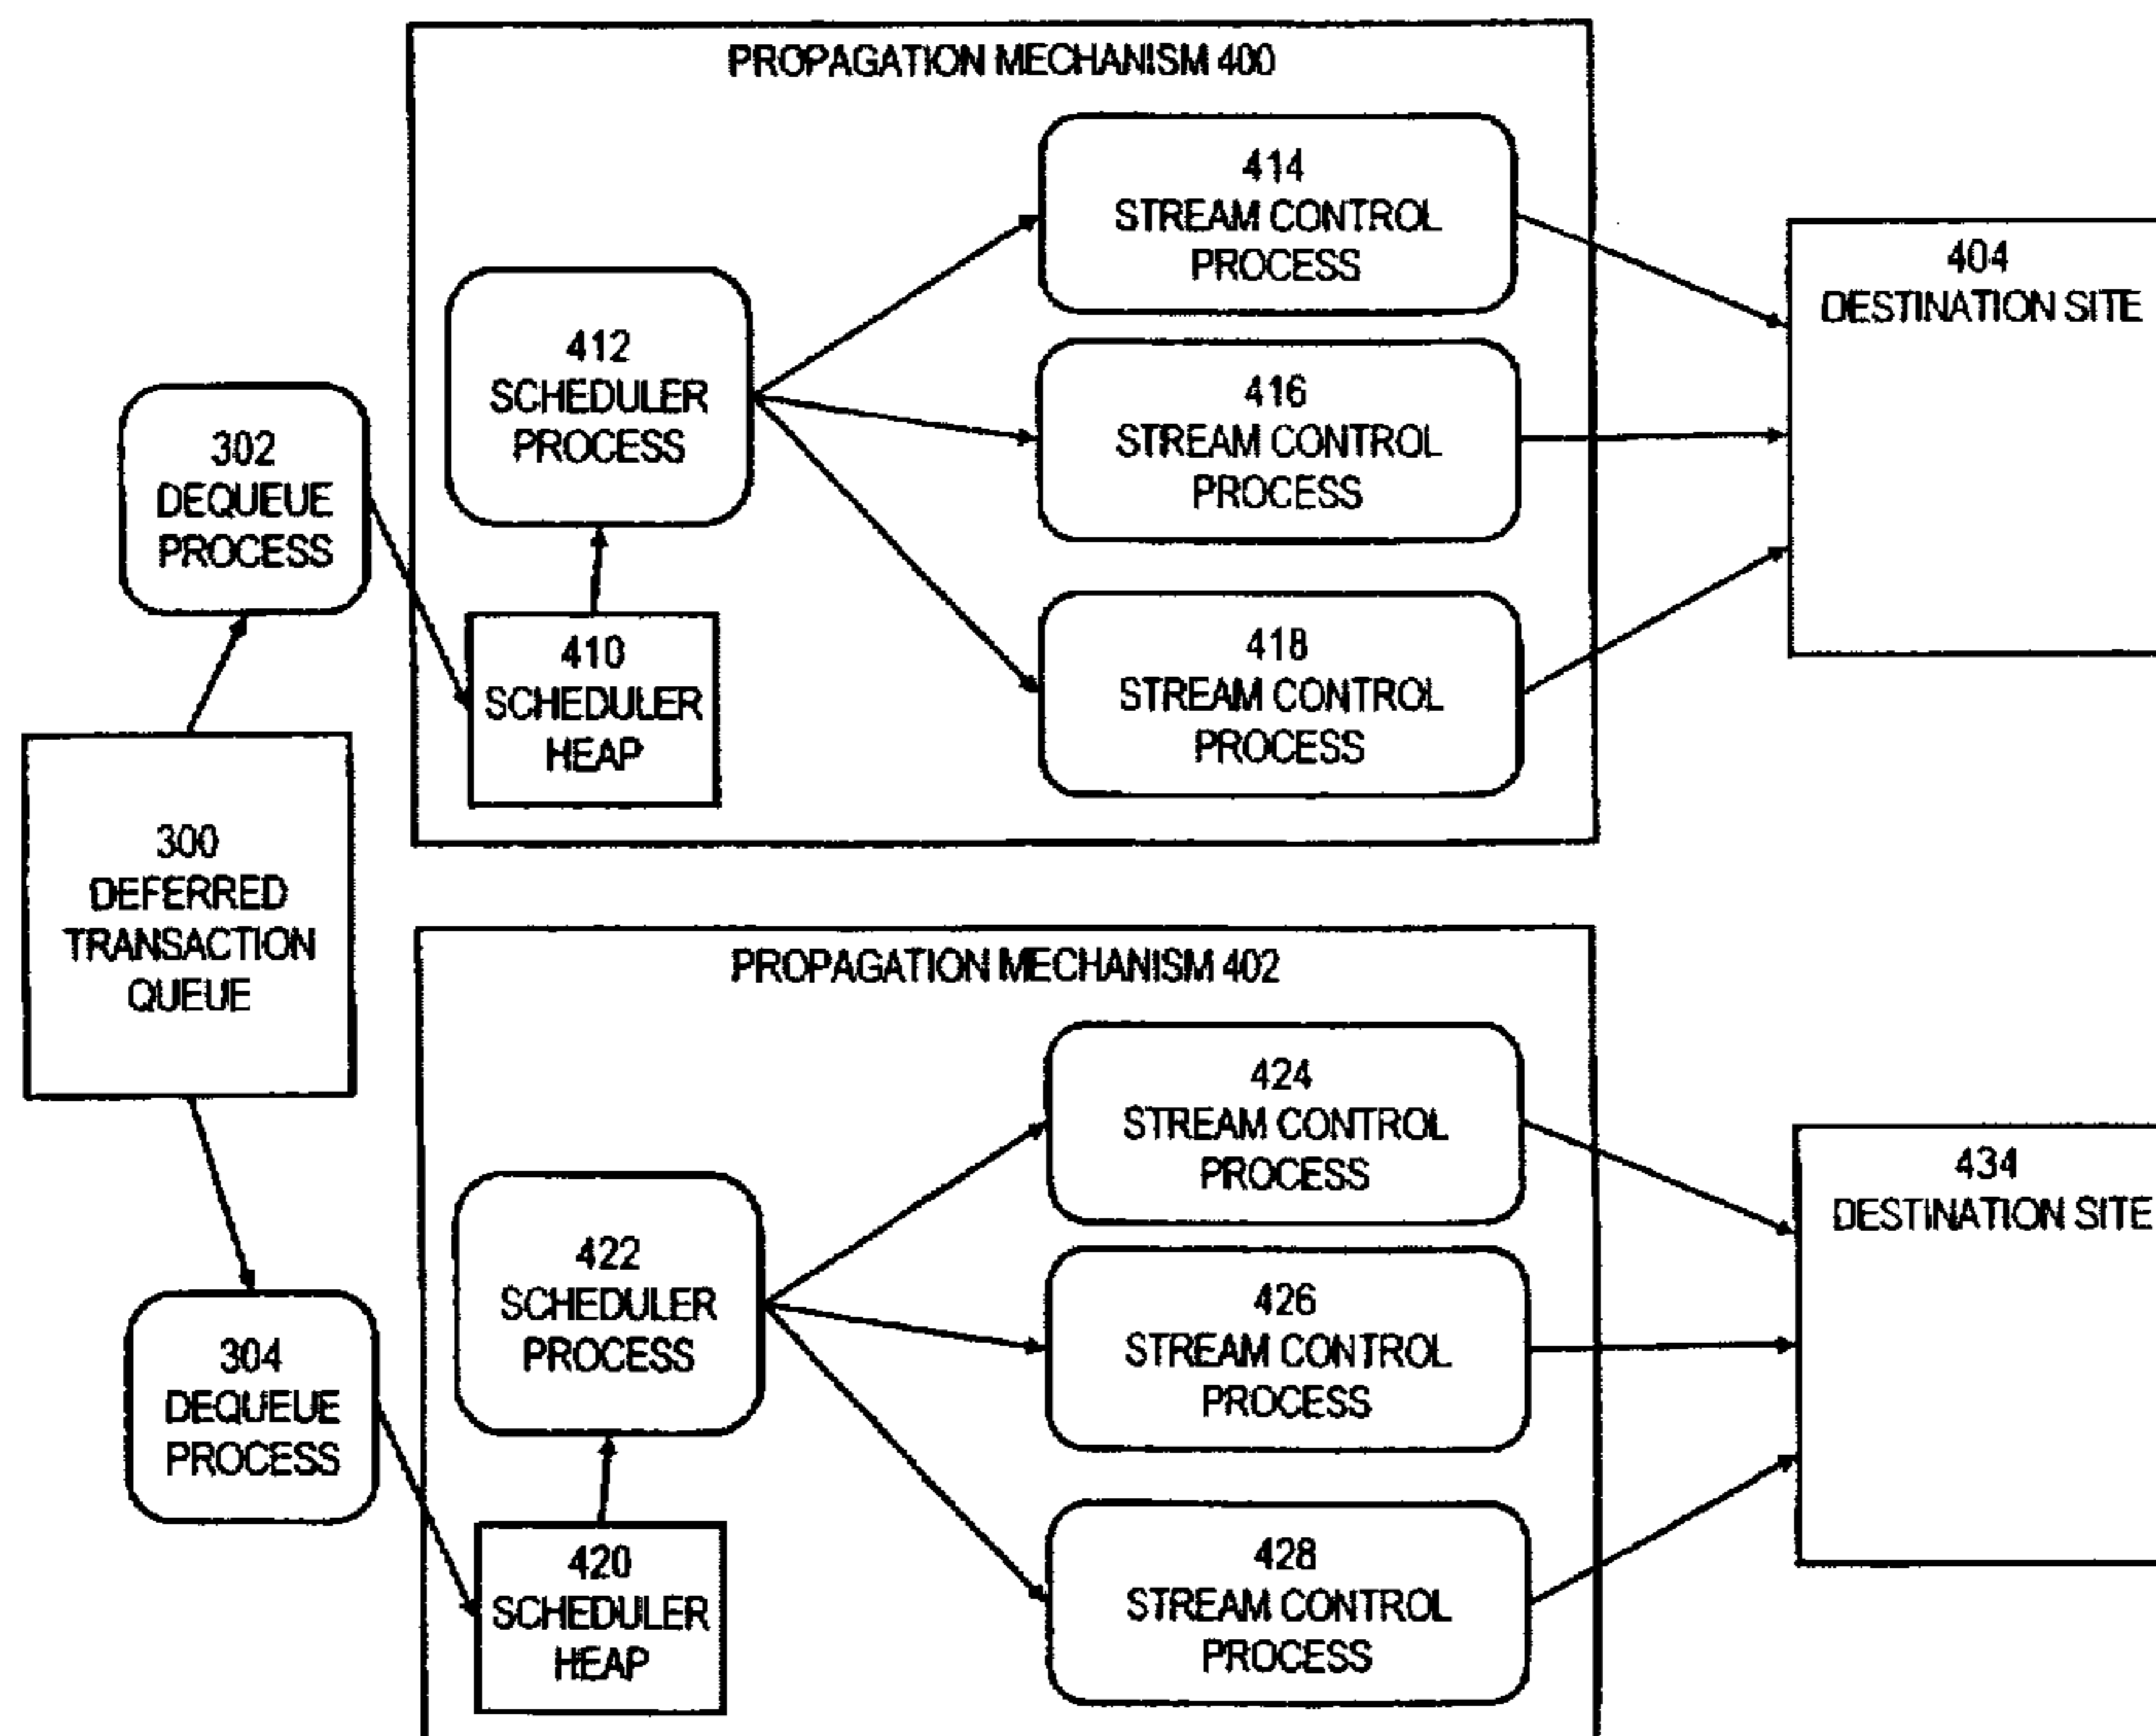 PROPAGATION MECHANISM 400
414
STREAM CONTROL
PROCESS
404
DESTINATION SITE
412
SCHEDULER
PROCESS
416
STREAM CONTROL
PROCESS
302
DEQUEUE
PROCESS
410
SCHEDULER
HEAP
418
STREAM CONTROL
PROCESS
300
DEFERRED
TRANSACTION
QUEUE
PROPAGATION MECHANISM 402
424
STREAM CONTROL
PROCESS
434
DESTINATION SITE
422
SCHEDULER
PROCESS
426
STREAM CONTROL
PROCESS
304
DEQUEUE
PROCESS
420
SCHEDULER
HEAP
428
STREAM CONTROL
PROCESS